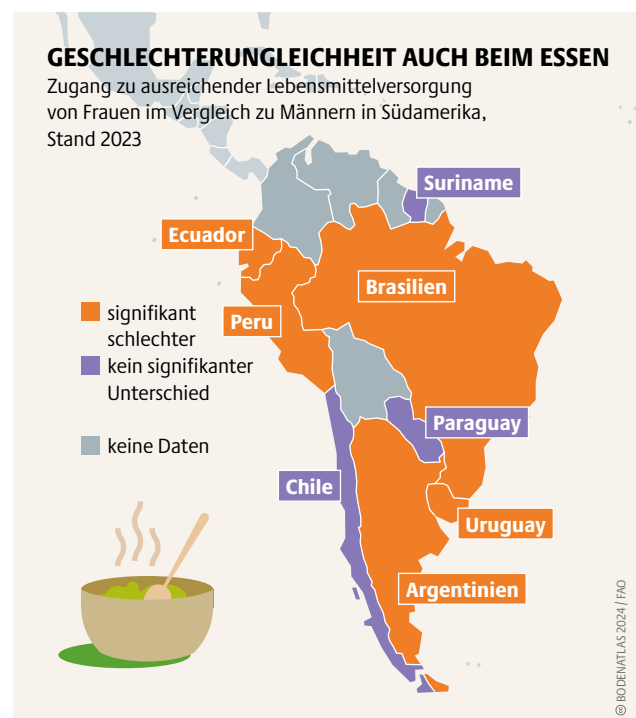 GESCHLECHTERUNGLEICHHEIT AUCH BEIM ESSEN
Zugang zu ausreichender Lebensmittelversorgung
von Frauen im Vergleich zu Männern in Südamerika,
Stand 2023
Suriname
Ecuador
Brasilien
Peru
signifikant
schlechter
kein signifikanter
Unterschied
keine Daten
Paraguay
Chile
Uruguay
Argentinien
BODENATLAS 2024 / FAO